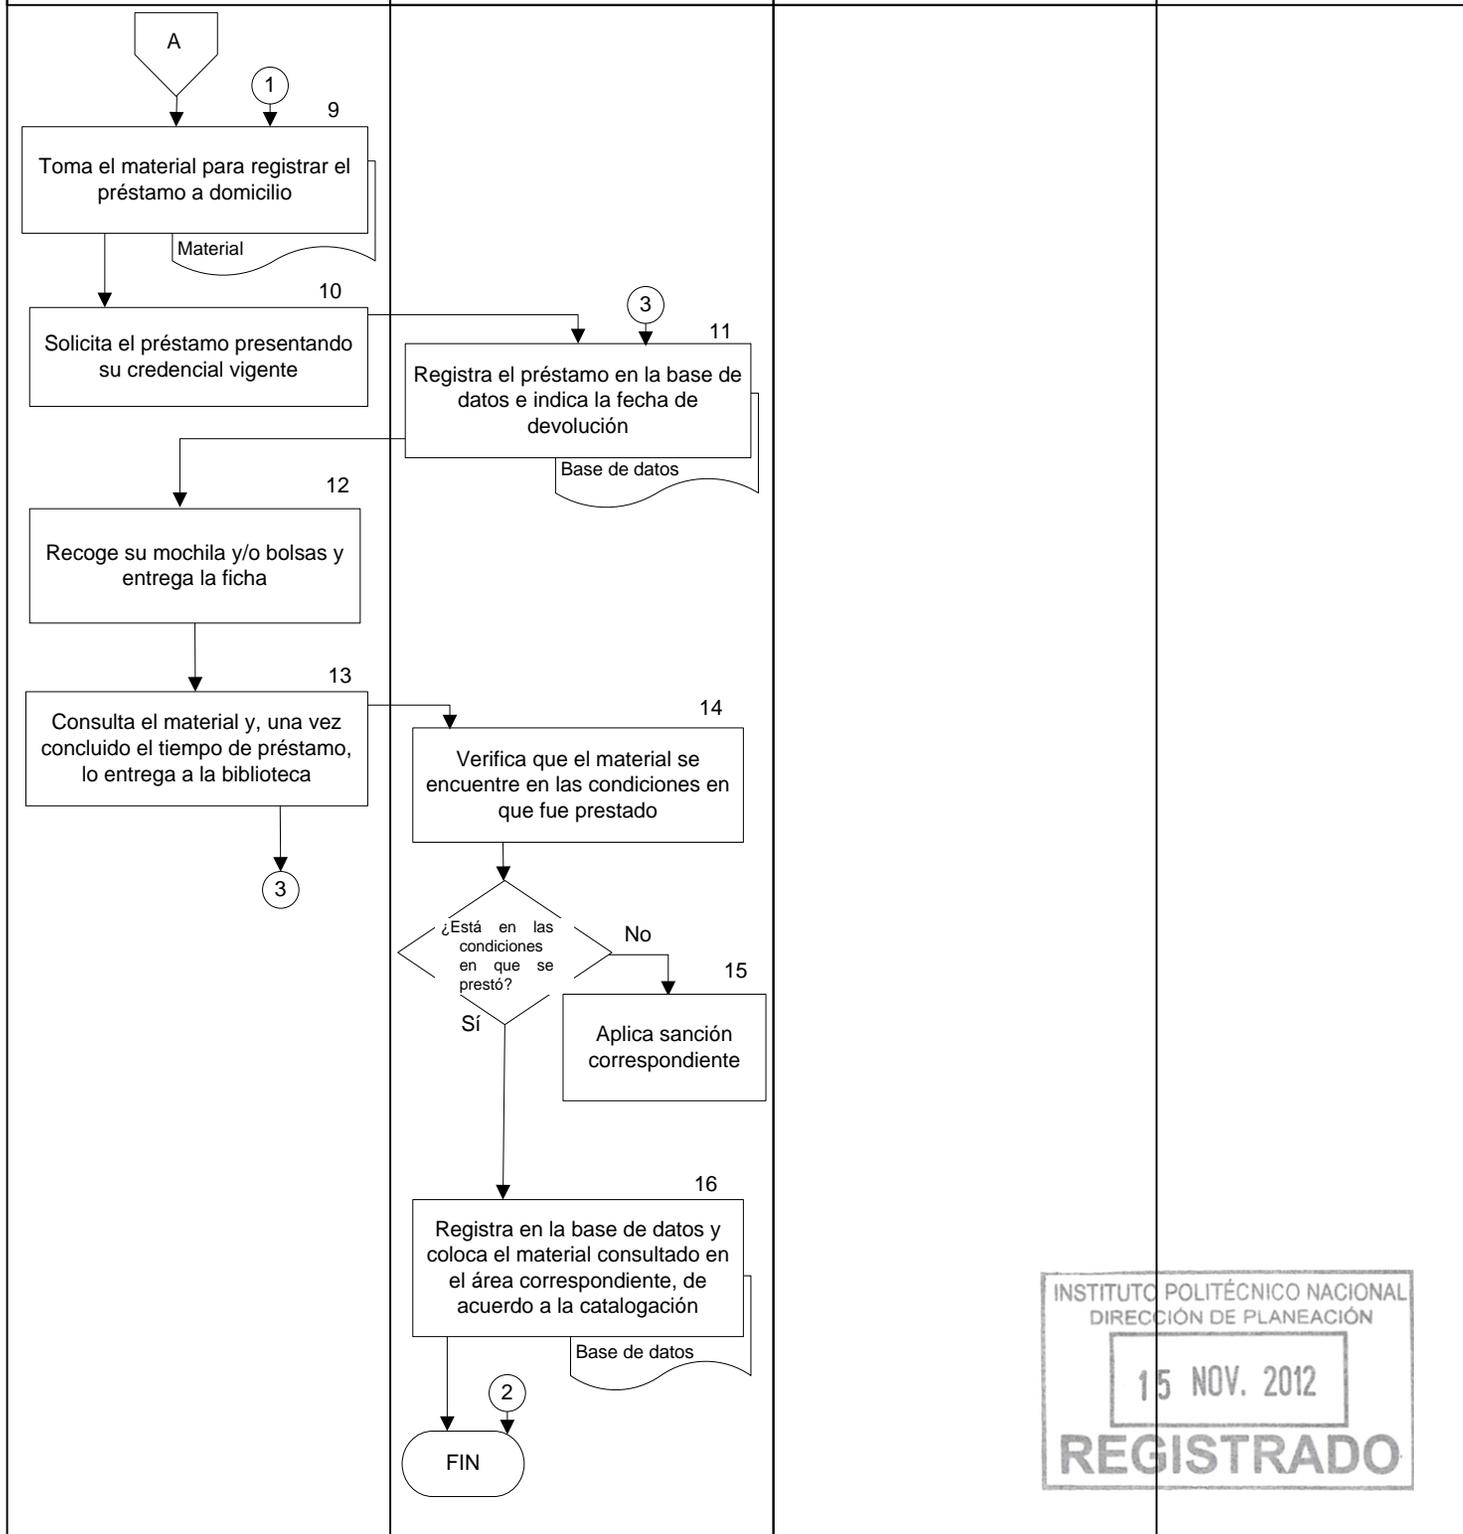 A
1
9
Toma el material para registrar el
préstamo a domicilio
Material
10
Solicita el préstamo presentando
su credencial vigente
3
11
Registra el préstamo en la base de
datos e indica la fecha de
devolución
Base de datos
12
Recoge su mochila y/o bolsas y
entrega la ficha
13
Consulta el material y, una vez
concluido el tiempo de préstamo,
lo entrega a la biblioteca
3
14
Verifica que el material se
encuentre en las condiciones en
que fue prestado
¿Está en las
condiciones
en que se
prestó?
No
Sí
15
Aplica sanción
correspondiente
16
Registra en la base de datos y
coloca el material consultado en
el área correspondiente, de
acuerdo a la catalogación
Base de datos
2
FIN
INSTITUTO POLITÉCNICO NACIONAL
DIRECCIÓN DE PLANEACIÓN
15 NOV. 2012
REGISTRADO